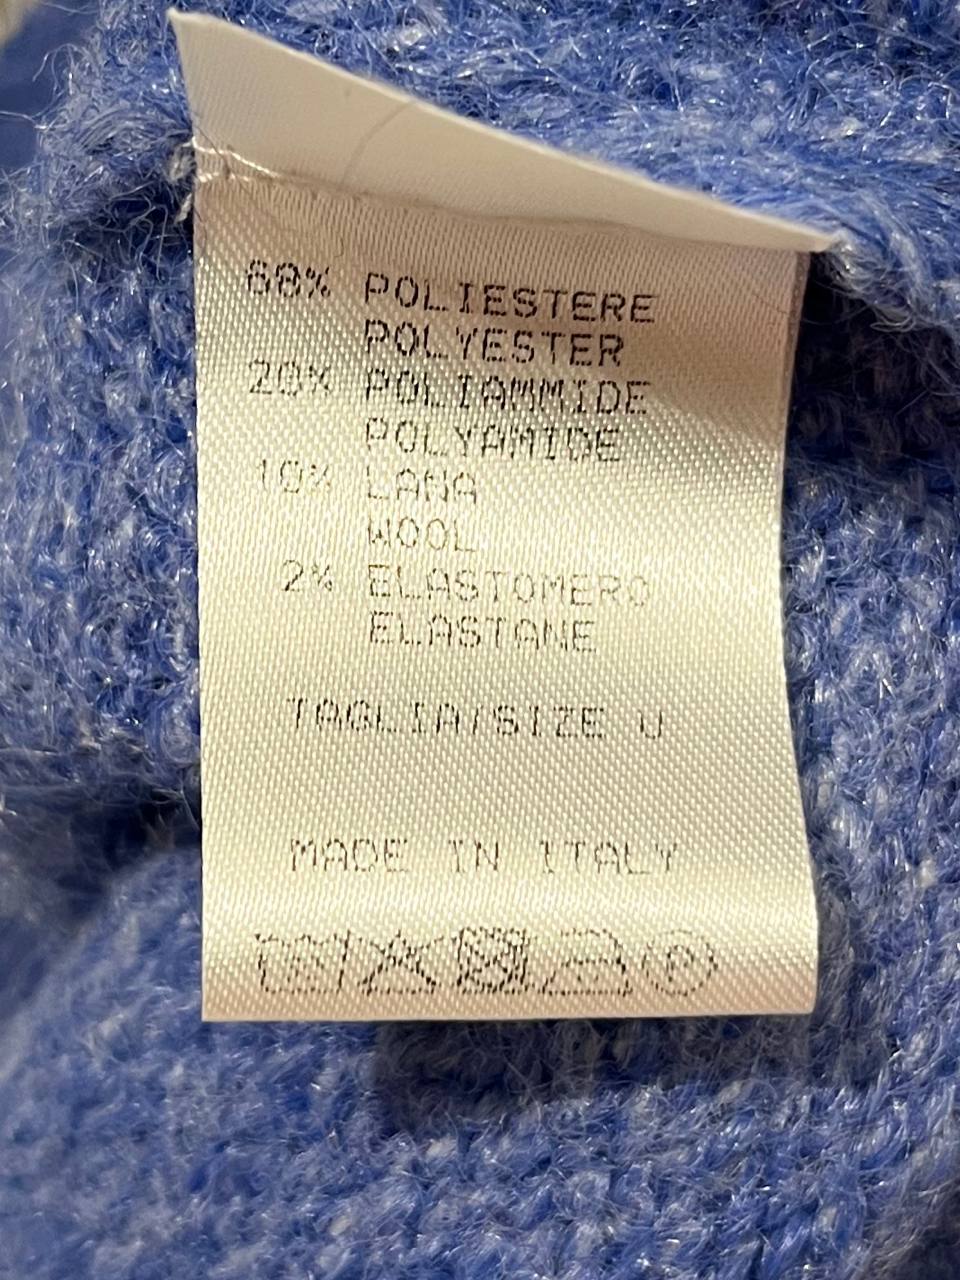 68% POLIESTERE
POLYESTER
20% POLIAMMIDE
POLYAMIDE
10% LANA
WOOL
2% ELASTOMERO
ELASTANE
TAGLIA/SIZE U
MADE IN ITALY
P